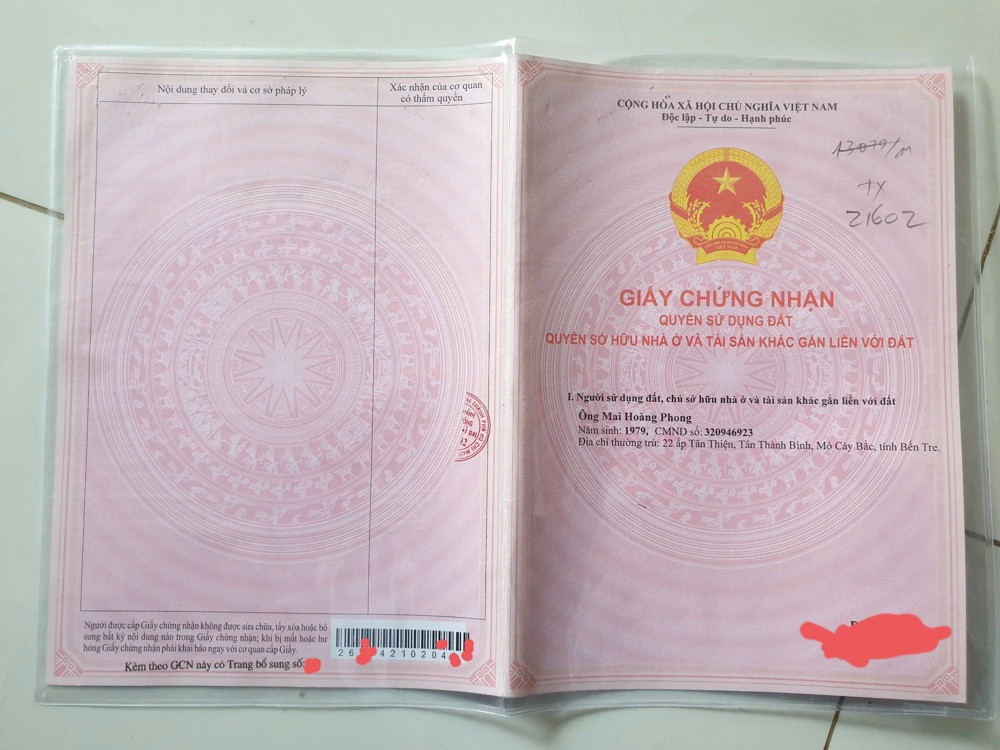 Nội dung thay đổi và cơ sở pháp lý
Xác nhận của cơ quan
có thẩm quyền
Người được cấp Giấy chứng nhận không được sửa chữa, tẩy xóa hoặc bổ
sung bất kỳ nội dung nào trong Giấy chứng nhận; khi bị mất hoặc hư
hỏng Giấy chứng nhận phải khai báo ngay với cơ quan cấp Giấy.
Kèm theo GCN này có Trang bổ sung số:
26 4210204
CỘNG HÒA XÃ HỘI CHỦ NGHĨA VIỆT NAM
Độc lập - Tự do - Hạnh phúc
13079/m
TX
21602
VIỆT NAM
GIẤY CHỨNG NHẬN
QUYỀN SỬ DỤNG ĐẤT
QUYỀN SỞ HỮU NHÀ Ở VÀ TÀI SẢN KHÁC GẮN LIỀN VỚI ĐẤT
I. Người sử dụng đất, chủ sở hữu nhà ở và tài sản khác gắn liền với đất
Ông Mai Hoàng Phong
Năm sinh: 1979, CMND số: 320946923
Địa chỉ thường trú: 22 ấp Tân Thiện, Tân Thành Bình, Mỏ Cày Bắc, tỉnh Bến Tre.